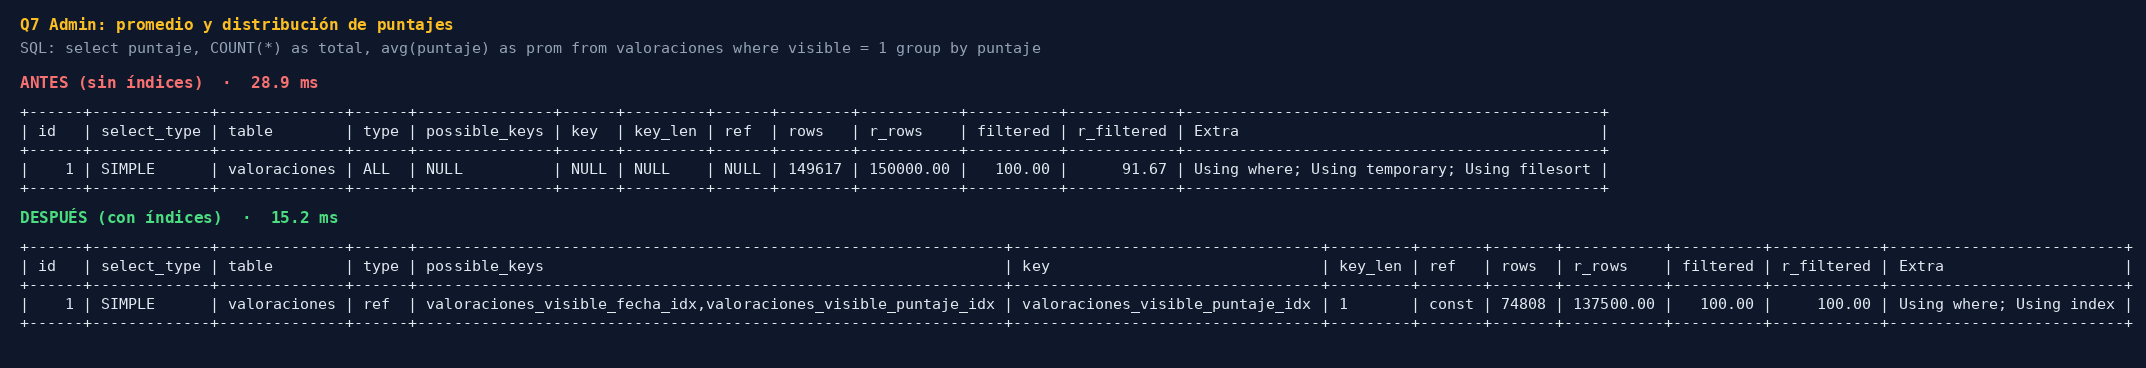 Q7 Admin: promedio y distribución de puntajes
SQL: select puntaje, COUNT(*) as total, avg(puntaje) as prom from valoraciones where visible = 1 group by puntaje
ANTES (sin índices)  ·  28.9 ms
+------+-------------+--------------+------+---------------+------+---------+------+--------+-----------+----------+------------+----------------------------------------------+
| id   | select_type | table        | type | possible_keys | key  | key_len | ref  | rows   | r_rows    | filtered | r_filtered | Extra                                        |
+------+-------------+--------------+------+---------------+------+---------+------+--------+-----------+----------+------------+----------------------------------------------+
|    1 | SIMPLE      | valoraciones | ALL  | NULL          | NULL | NULL    | NULL | 149617 | 150000.00 |   100.00 |      91.67 | Using where; Using temporary; Using filesort |
+------+-------------+--------------+------+---------------+------+---------+------+--------+-----------+----------+------------+----------------------------------------------+
DESPUÉS (con índices)  ·  15.2 ms
+------+-------------+--------------+------+----------------------------------------------------------------+----------------------------------+---------+-------+-------+-----------+----------+------------+--------------------------+
| id   | select_type | table        | type | possible_keys                                                  | key                              | key_len | ref   | rows  | r_rows    | filtered | r_filtered | Extra                    |
+------+-------------+--------------+------+----------------------------------------------------------------+----------------------------------+---------+-------+-------+-----------+----------+------------+--------------------------+
|    1 | SIMPLE      | valoraciones | ref  | valoraciones_visible_fecha_idx,valoraciones_visible_puntaje_idx | valoraciones_visible_puntaje_idx | 1       | const | 74808 | 137500.00 |   100.00 |     100.00 | Using where; Using index |
+------+-------------+--------------+------+----------------------------------------------------------------+----------------------------------+---------+-------+-------+-----------+----------+------------+--------------------------+